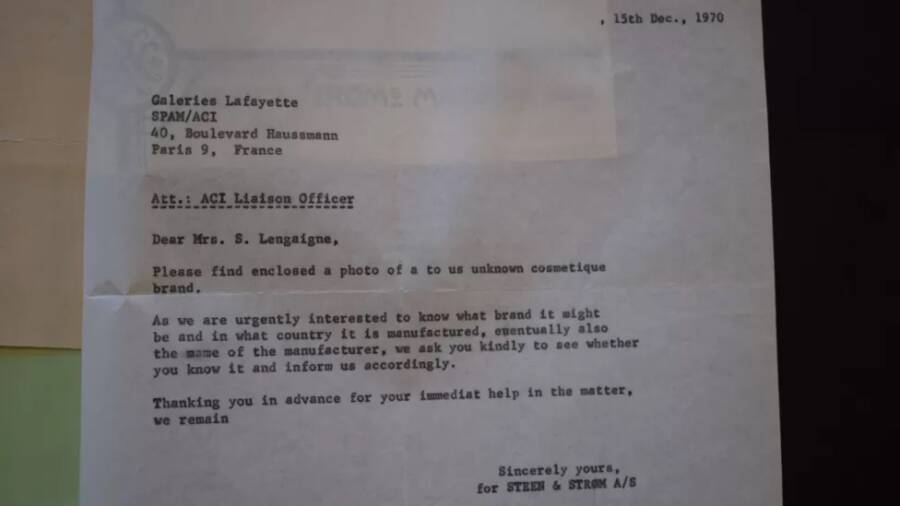 , 15th Dec., 1970
Galeries Lafayette
SPAM/ACI
40, Boulevard Haussmann
Paris 9, France
Att.: ACI Liaison Officer
Dear Mrs. S. Lengaigne,
Please find enclosed a photo of a to us unknown cosmetique
brand.
As we are urgently interested to know what brand it might
be and in what country it is manufactured, eventually also
the name of the manufacturer, we ask you kindly to see whether
you know it and inform us accordingly.
Thanking you in advance for your immediat help in the matter,
we remain
Sincerely yours,
for STEEN & STRØM A/S